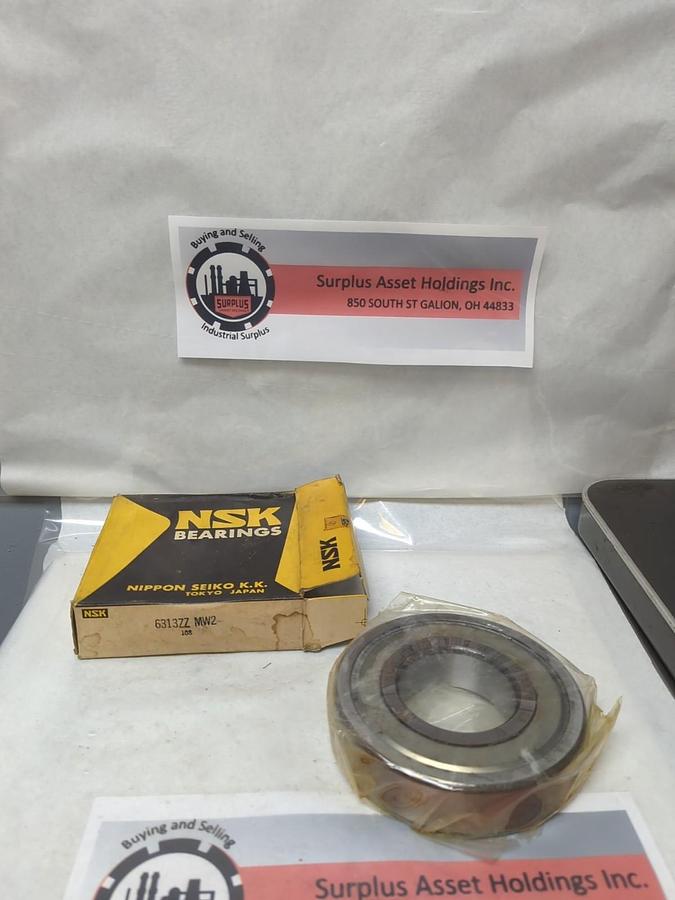 Buying and Selling
SURPLUS
Industrial Surplus
Surplus Asset Holdings Inc.
850 SOUTH ST GALION, OH 44833
NSK
BEARINGS
NIPPON SEIKO K.K.
TOKYO JAPAN
NSK
NSK
6313ZZ MW2
108
Buying and Selling
Surplus Asset Holdings Inc.